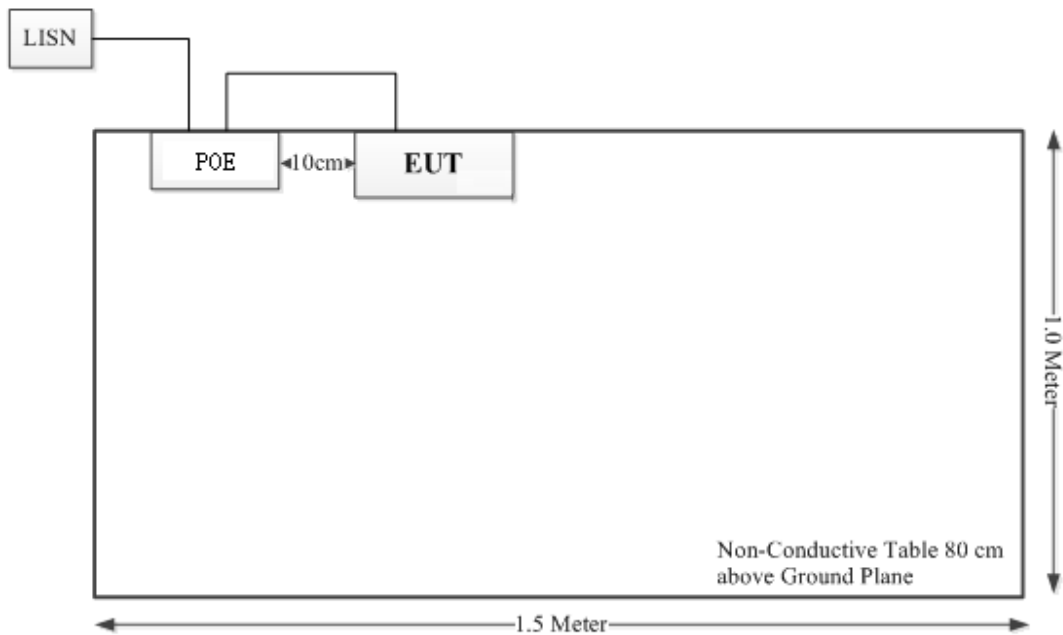 LISN
POE
10cm
EUT
1.0 Meter
Non-Conductive Table 80 cm
above Ground Plane
1.5 Meter